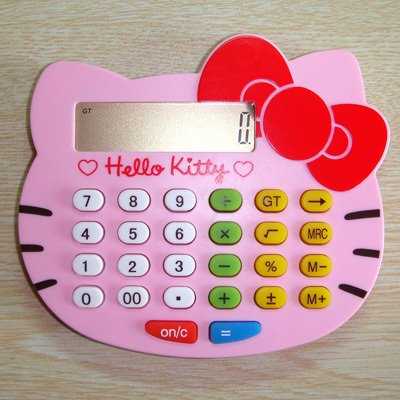 GT
0.
♡ Hello Kitty ♡
7 8 9 ÷ GT →
4 5 6 × √ MRC
1 2 3 − % M−
0 00 . + ± M+
on/c =